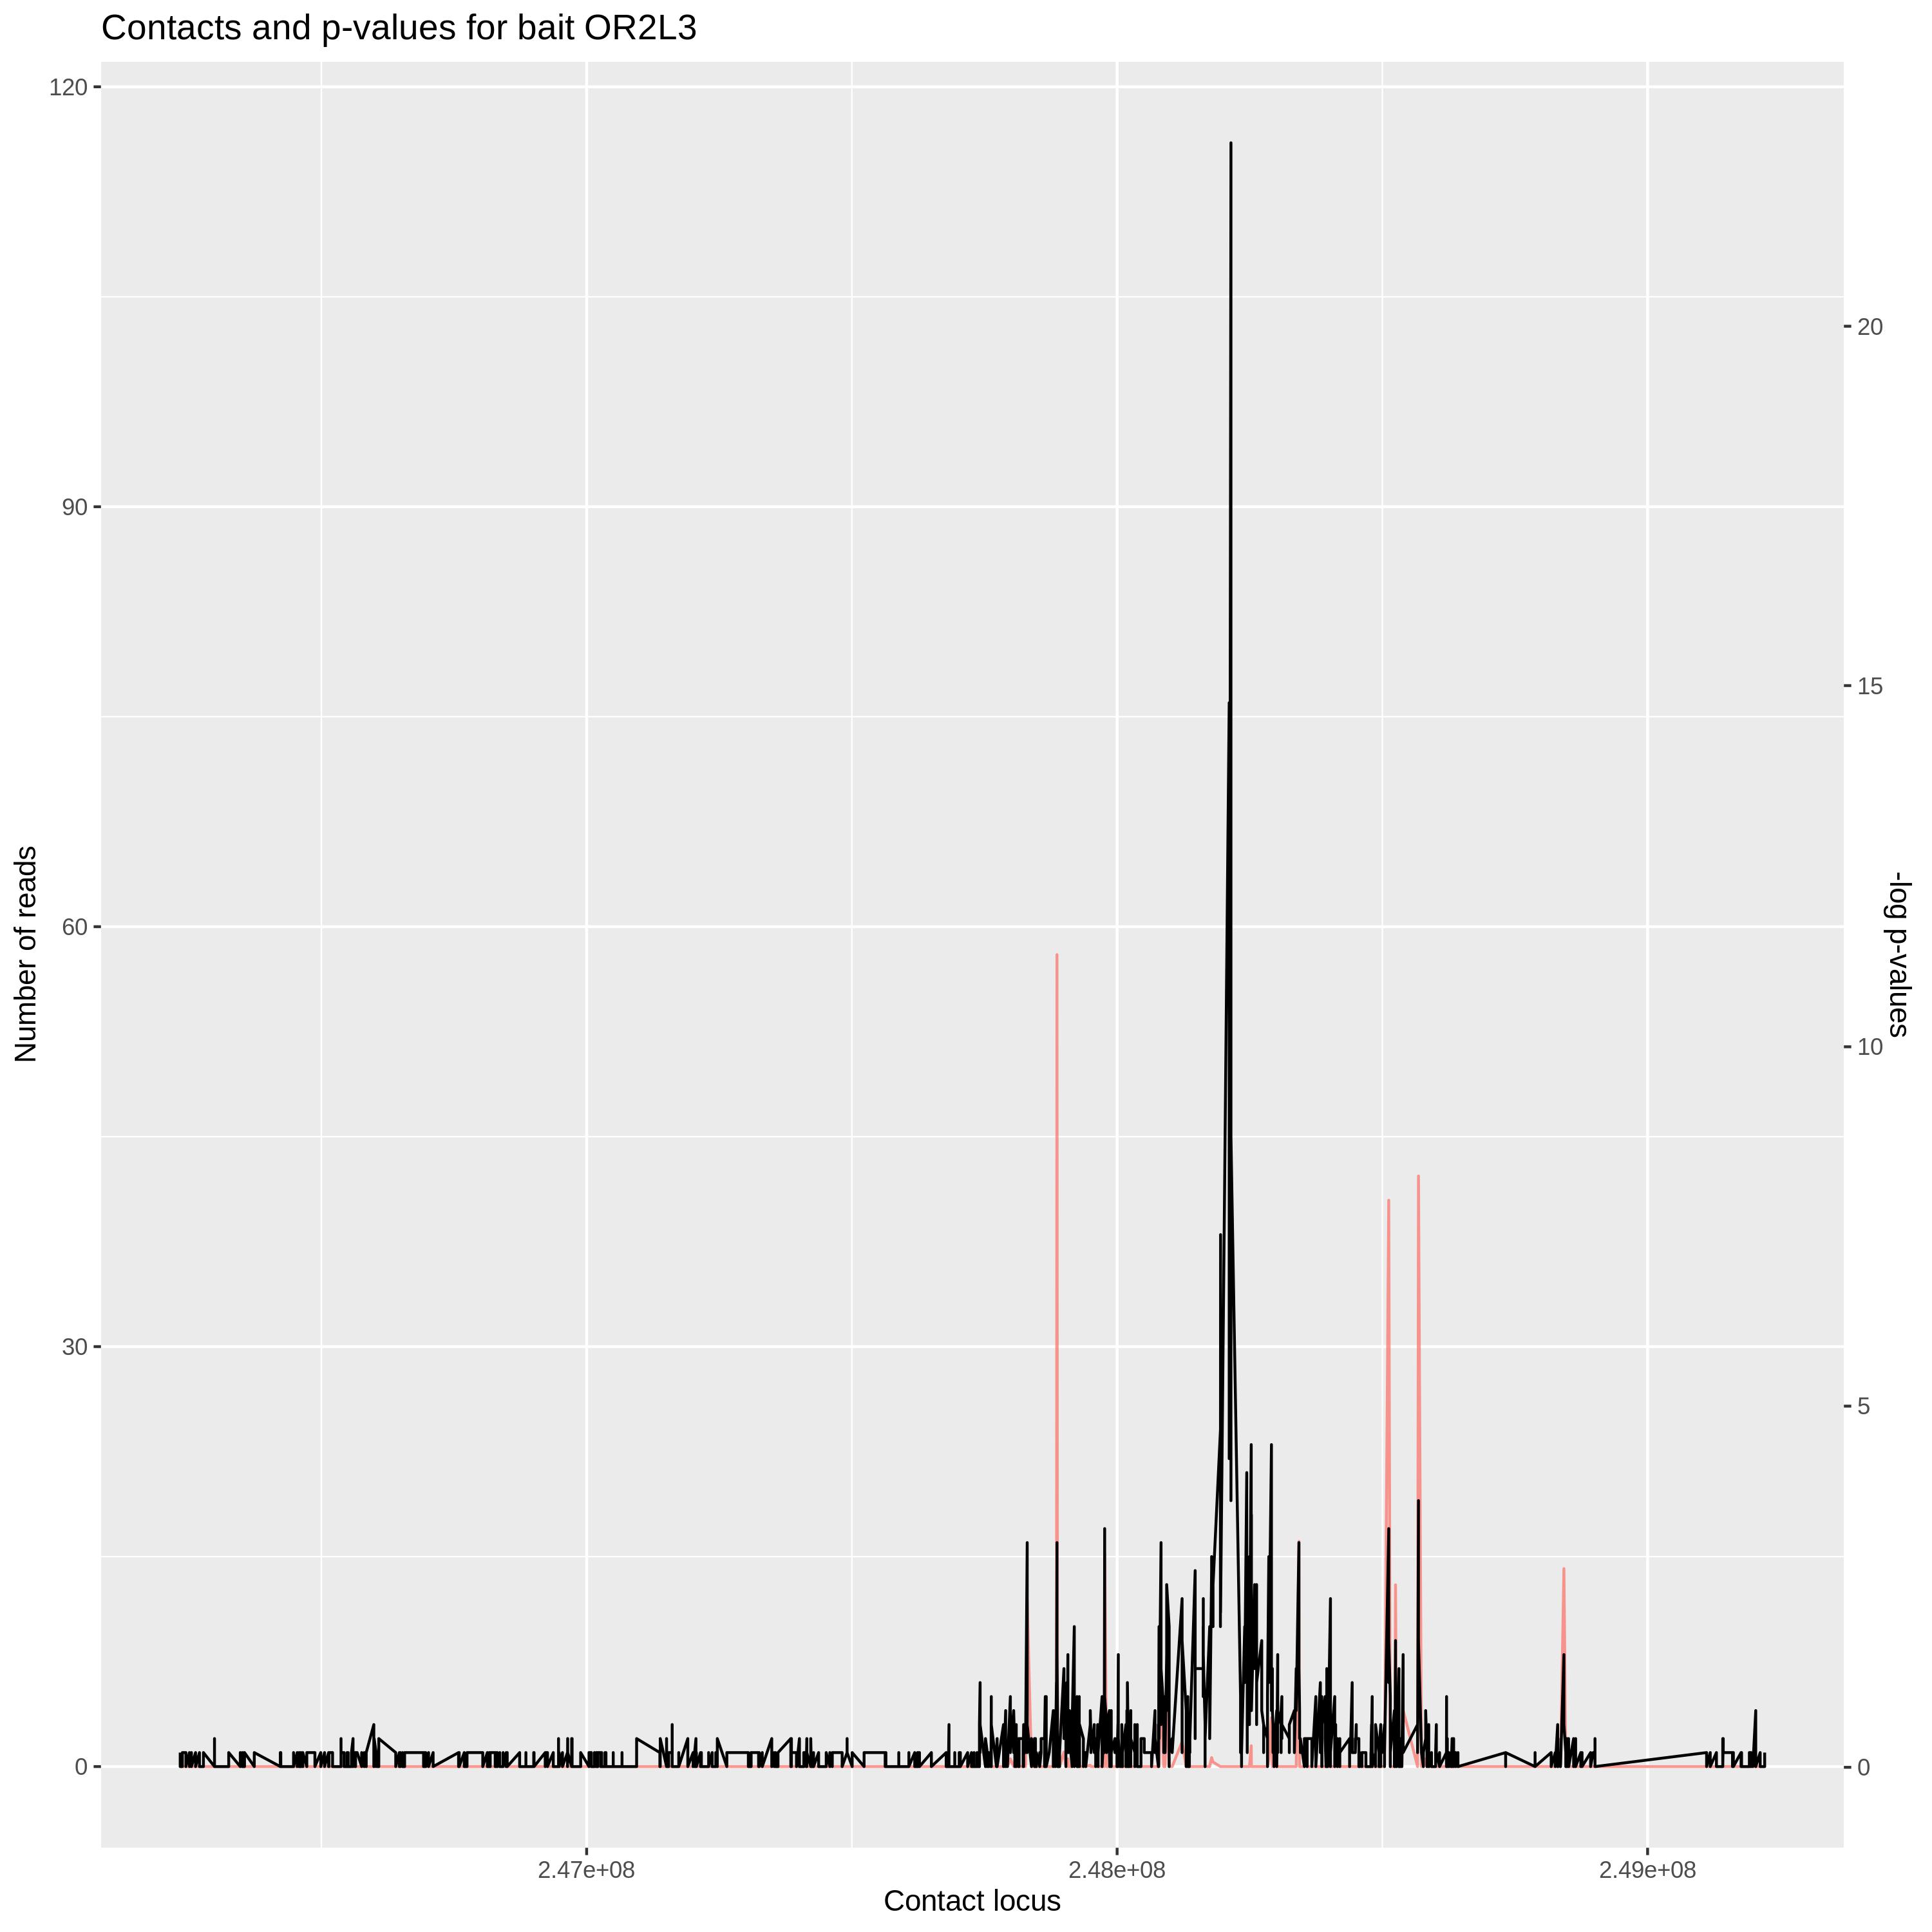 Contacts and p-values for bait OR2L3
120
90
60
30
0
20
15
10
5
0
Number of reads
-log p-values
2.47e+08
2.48e+08
2.49e+08
Contact locus